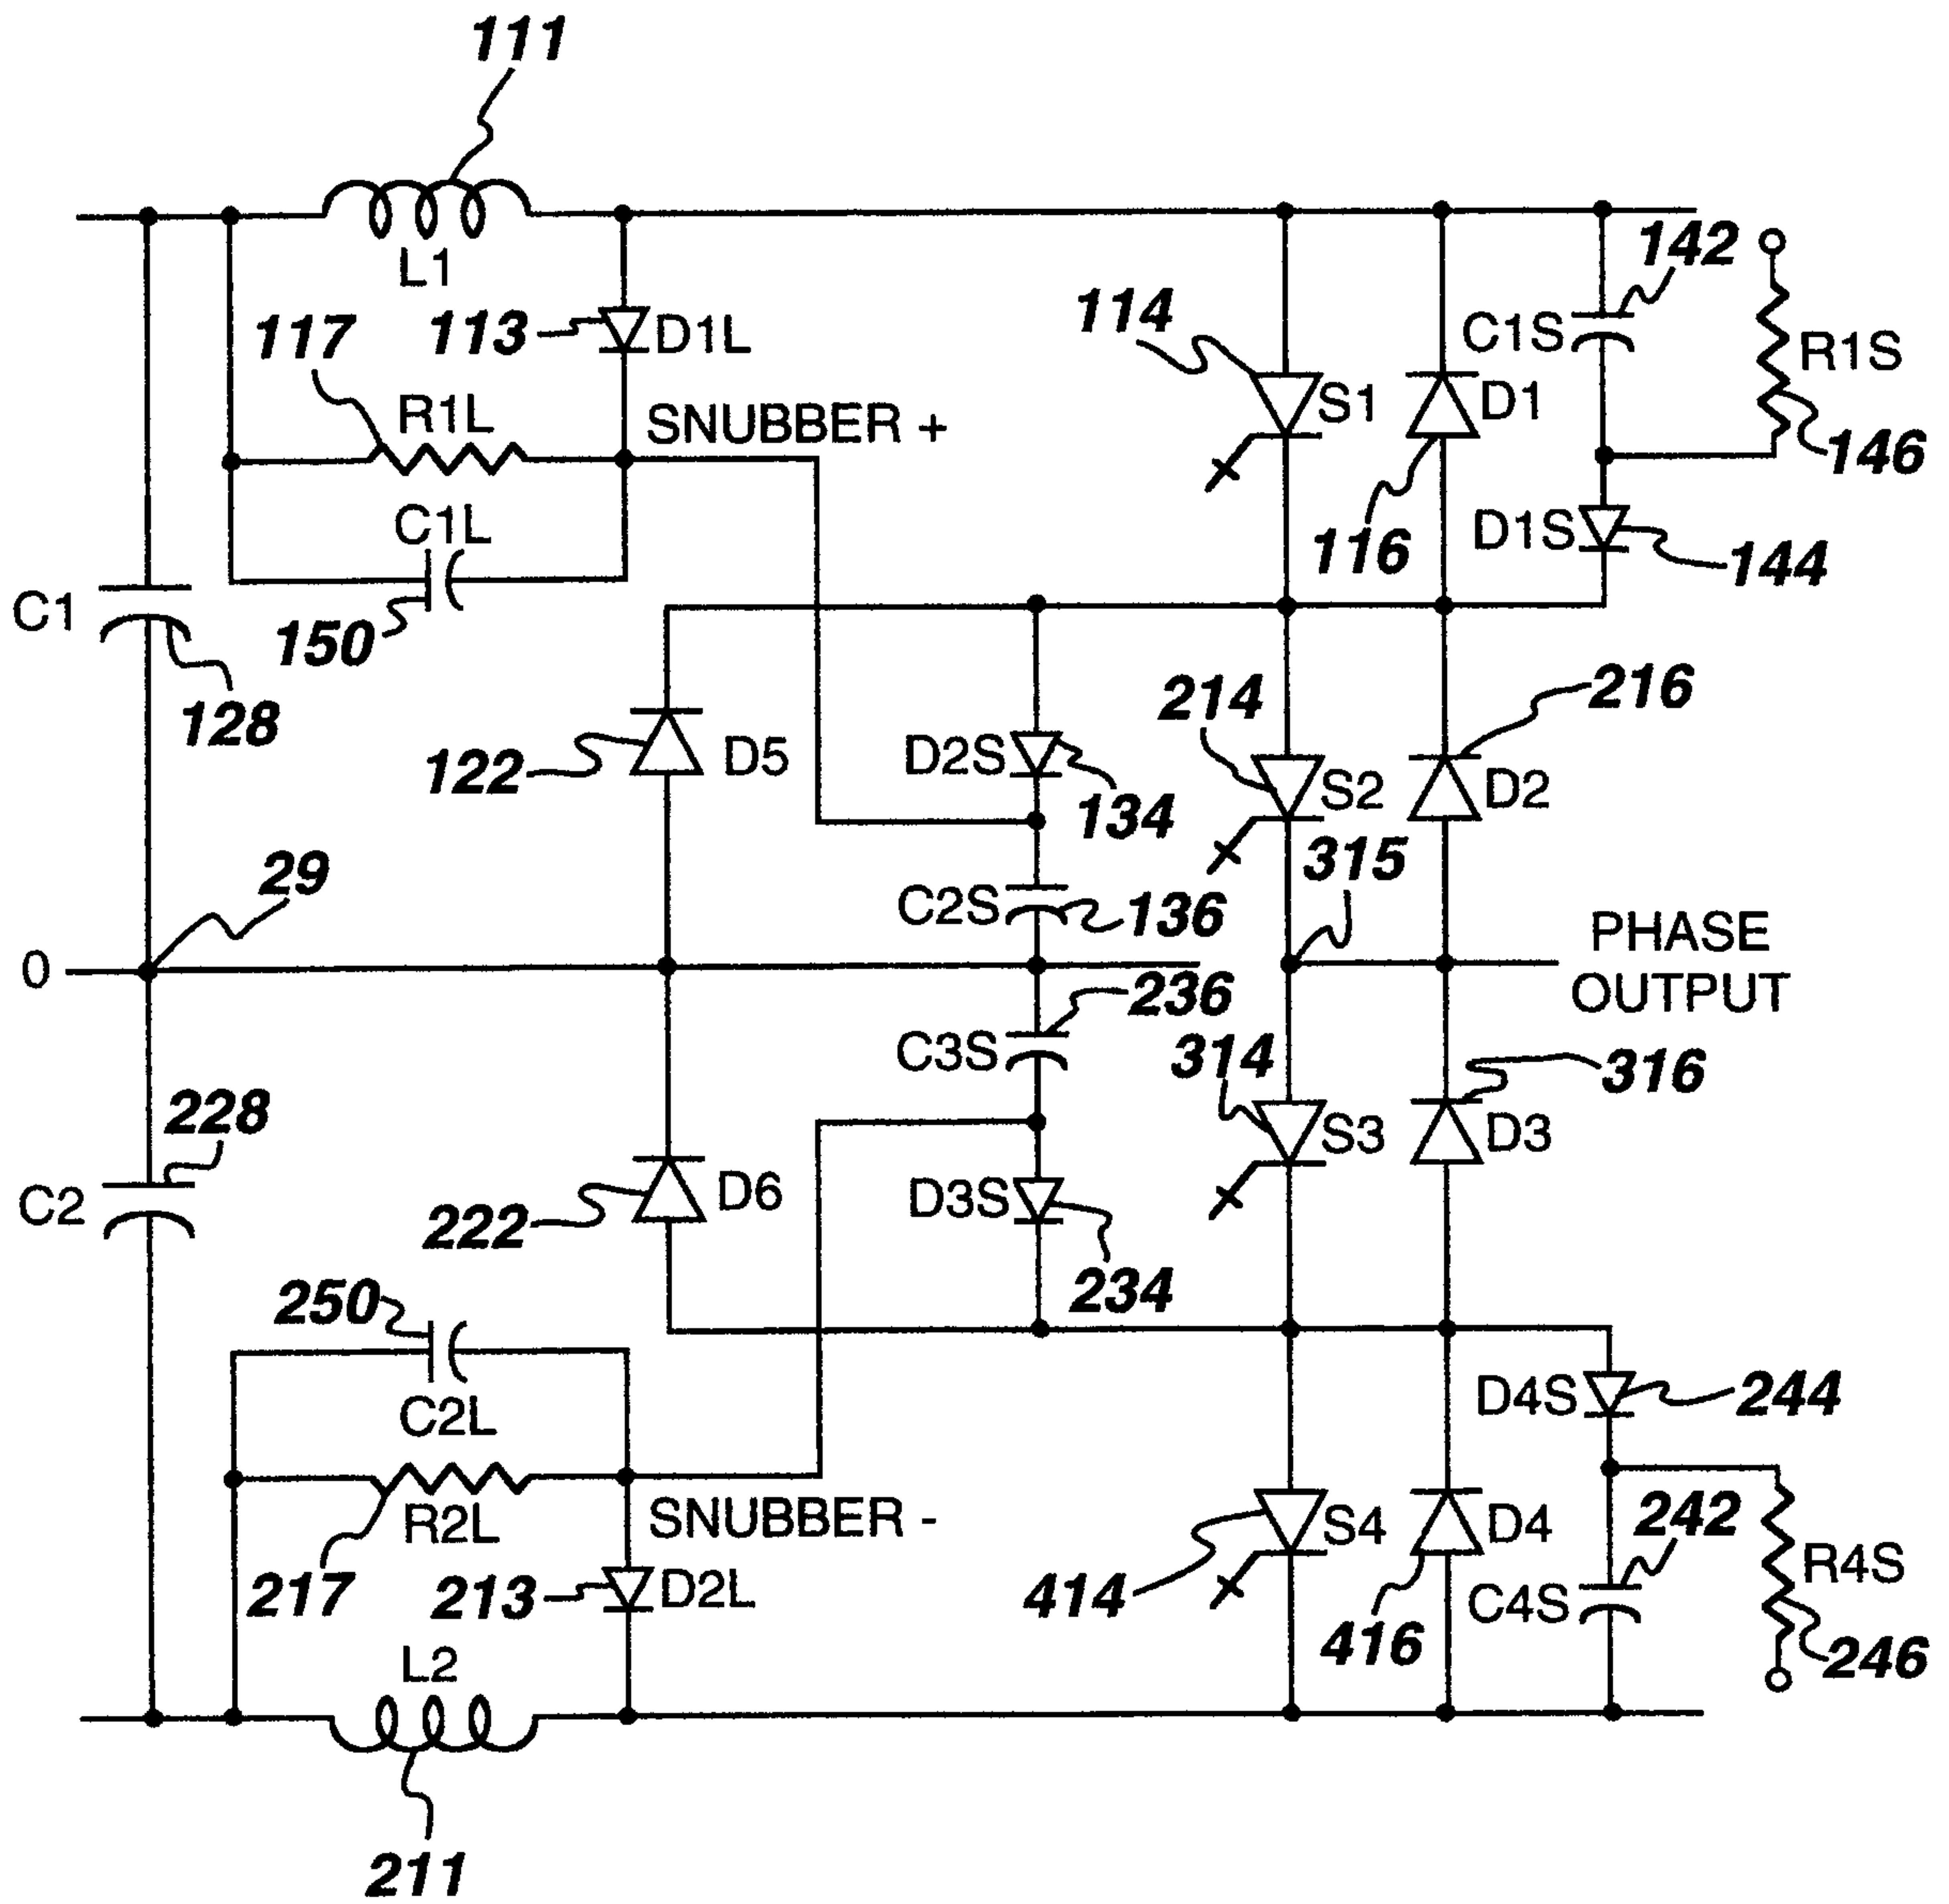 111
L1
142
114
113
D1L
117
C1S
R1S
S1
D1
R1L
SNUBBER +
146
C1L
D1S
116
144
C1
150
128
214
216
122
D5
D2S
S2
D2
134
315
29
C2S
136
PHASE
OUTPUT
0
236
C3S
314
316
228
S3
D3
C2
D6
D3S
222
234
250
D4S
244
C2L
R2L
SNUBBER -
S4
D4
242
217
213
D2L
414
C4S
R4S
416
246
L2
211